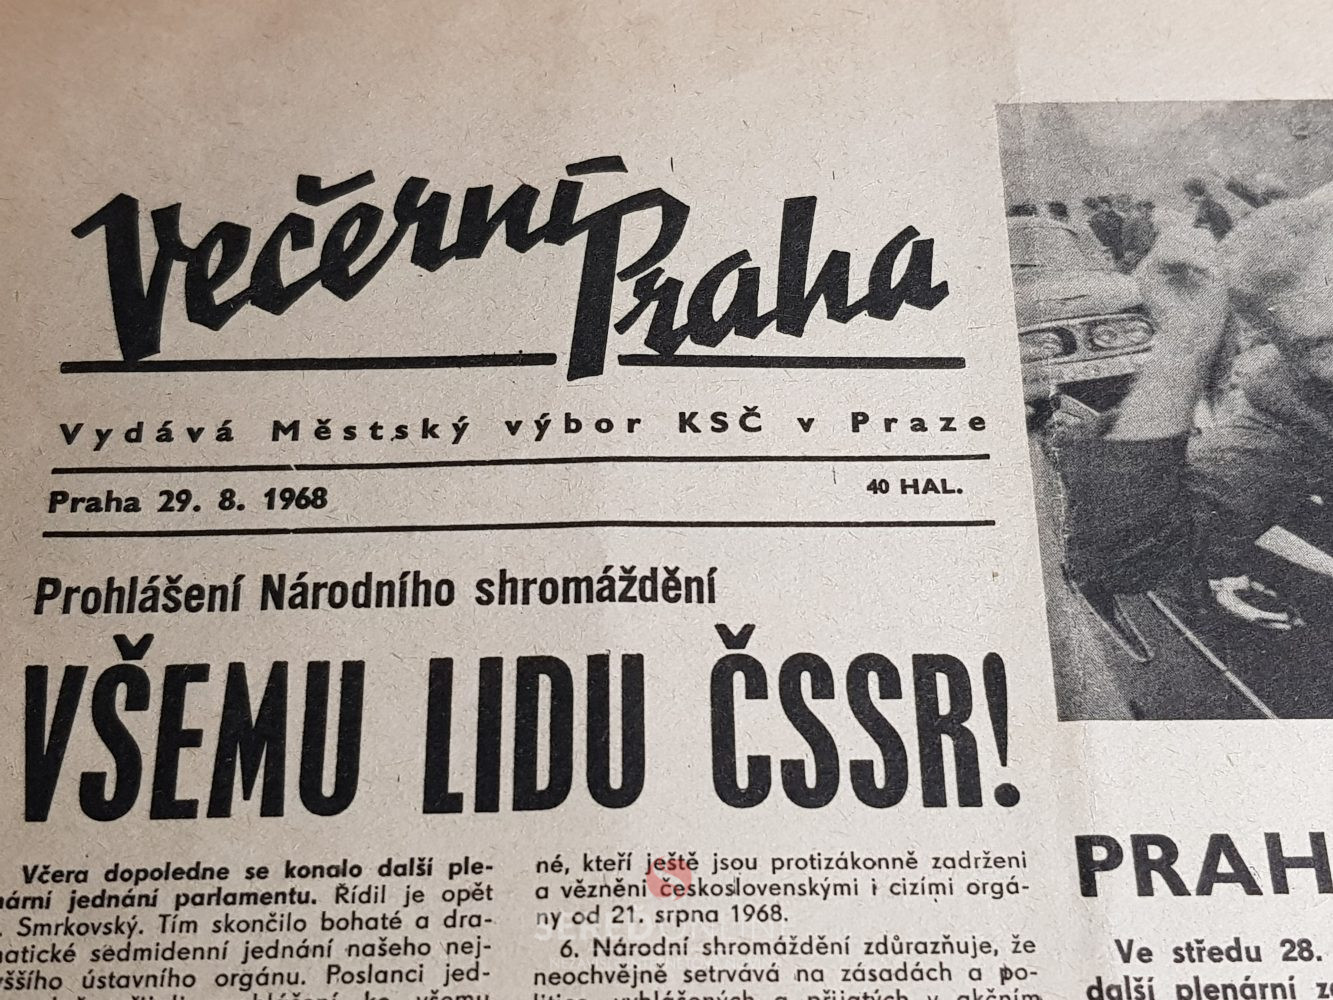 Večerní
Praha
Vydává Městský výbor KSČ v Praze
Praha 29. 8. 1968
40 HAL.
Prohlášení Národního shromáždění
VŠEMU LIDU ČSSR!
Včera dopoledne se konalo další ple-
nární jednání parlamentu. Řídil je opět
. Smrkovský. Tím skončilo bohaté a dra-
matické sedmidenní jednání našeho nej-
vyššího ústavního orgánu. Poslanci jed-
né, kteří ještě jsou protizákonně zadrženi
a vězněni československými i cizími orgá-
ny od 21. srpna 1968.
6. Národní shromáždění zdůrazňuje, že
neochvějně setrvává na zásadách a po-
PRAH
Ve středu 28.
další plenární